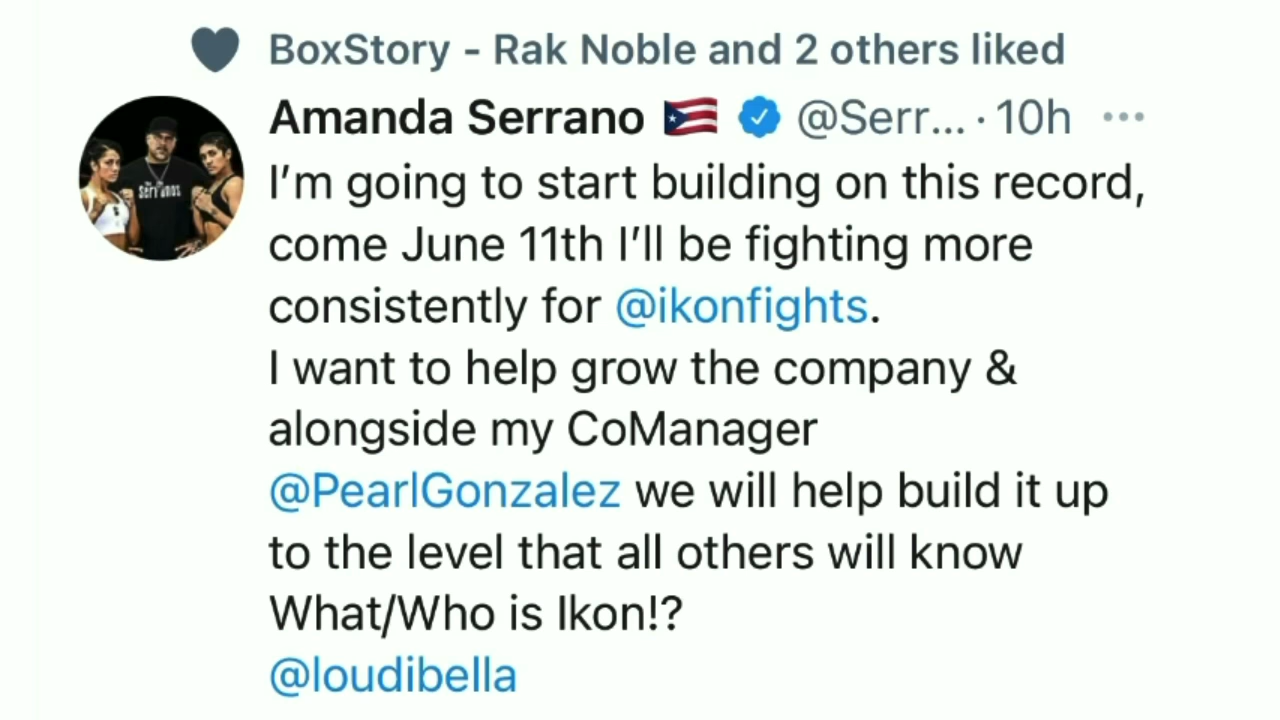 BoxStory - Rak Noble and 2 others liked
Amanda Serrano 🇵🇷 @Serr... · 10h ...
I'm going to start building on this record,
come June 11th I'll be fighting more
consistently for @ikonfights.
I want to help grow the company &
alongside my CoManager
@PearlGonzalez we will help build it up
to the level that all others will know
What/Who is Ikon!?
@loudibella